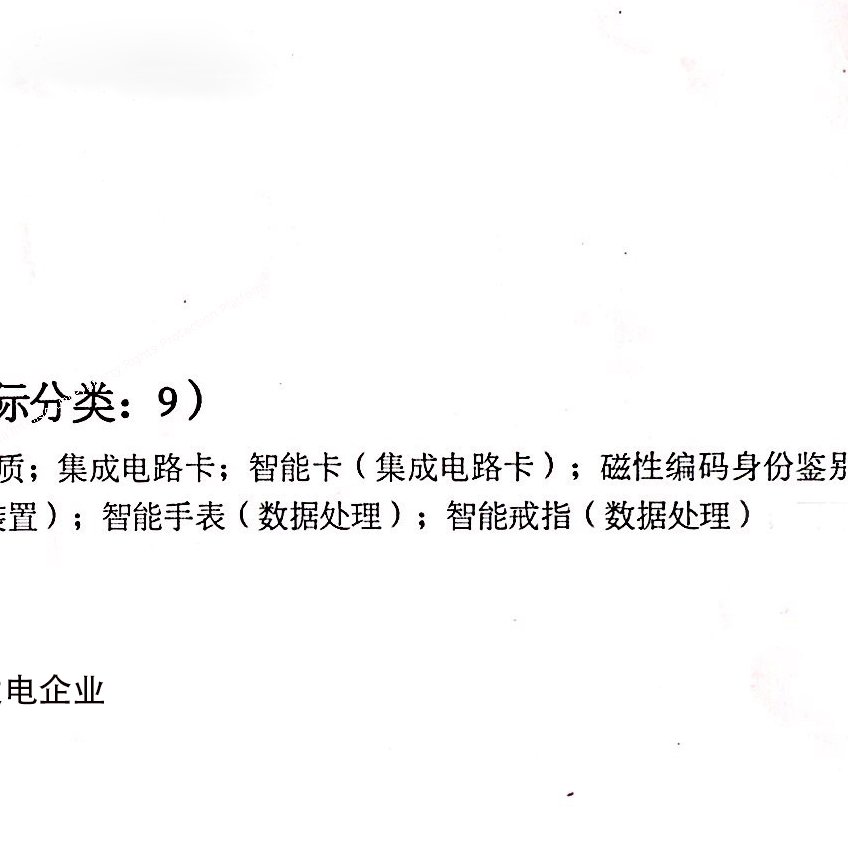 际分类：9）
质；集成电路卡；智能卡（集成电路卡）；磁性编码身份鉴别
装置）；智能手表（数据处理）；智能戒指（数据处理）
电企业